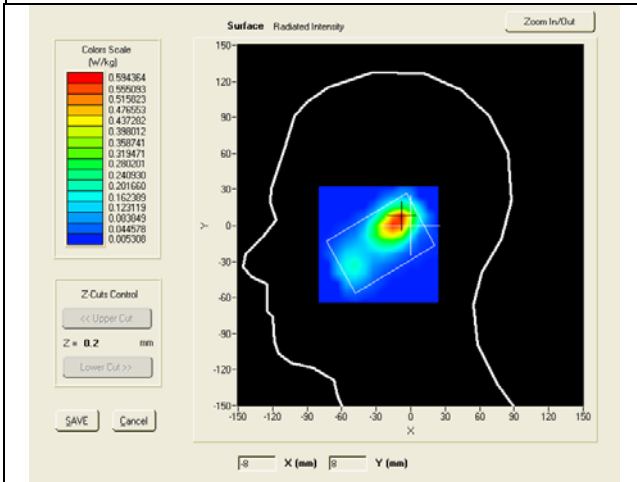 Surface Radiated Intensity
Zoom In/Out
Colors Scale
(W/kg)
0.594364
0.555093
0.515823
0.476553
0.437282
0.398012
0.358741
0.319471
0.280201
0.240930
0.201660
0.162389
0.123119
0.083849
0.044578
0.005308
Z-Cuts Control
<< Upper Cut
Z = 0.2 mm
Lower Cut >>
SAVE Cancel
150
120
90
60
30
0
-30
-60
-90
-120
-150
Y
-150 -120 -90 -60 -30 0 30 60 90 120 150
X
-8 X (mm) 8 Y (mm)